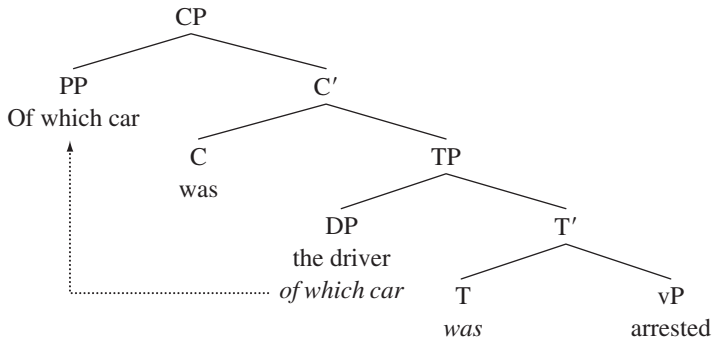 CP
PP
C′
Of which car
C
TP
was
DP
T′
the driver
of which car
T
vP
was
arrested